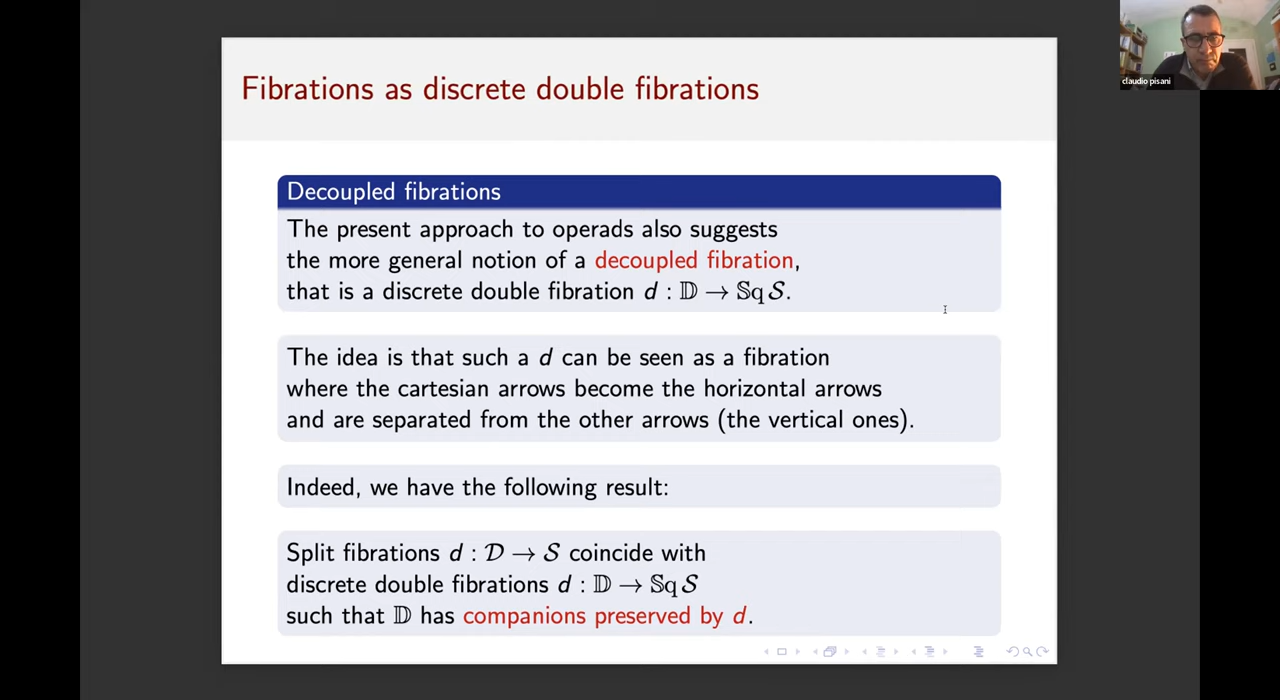 Fibrations as discrete double fibrations
claudio pisani
Decoupled fibrations
The present approach to operads also suggests
the more general notion of a decoupled fibration,
that is a discrete double fibration d : 𝔻 → 𝕊q 𝒮.
The idea is that such a d can be seen as a fibration
where the cartesian arrows become the horizontal arrows
and are separated from the other arrows (the vertical ones).
Indeed, we have the following result:
Split fibrations d : 𝒟 → 𝒮 coincide with
discrete double fibrations d : 𝔻 → 𝕊q 𝒮
such that 𝔻 has companions preserved by d.